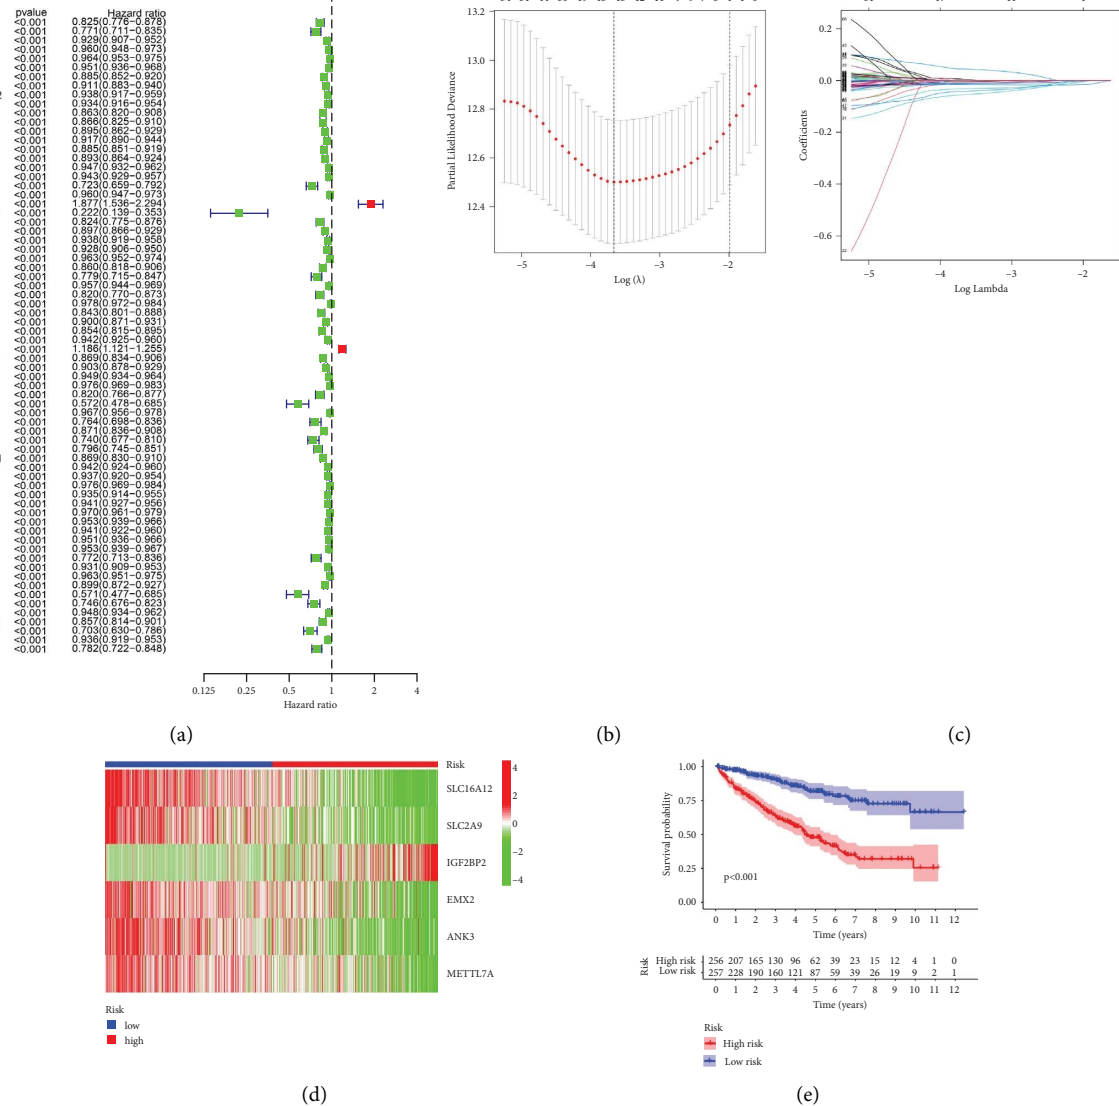 pvalue Hazard ratio
<0.001 0.825(0.776−0.878)
<0.001 0.771(0.711−0.835)
<0.001 0.929(0.907−0.952)
<0.001 0.960(0.948−0.973)
<0.001 0.964(0.953−0.975)
<0.001 0.951(0.936−0.968)
<0.001 0.885(0.852−0.920)
<0.001 0.911(0.883−0.940)
<0.001 0.938(0.917−0.959)
<0.001 0.934(0.916−0.954)
<0.001 0.863(0.820−0.908)
<0.001 0.866(0.825−0.910)
<0.001 0.895(0.862−0.929)
<0.001 0.917(0.890−0.944)
<0.001 0.885(0.851−0.919)
<0.001 0.893(0.864−0.924)
<0.001 0.947(0.932−0.962)
<0.001 0.943(0.929−0.957)
<0.001 0.723(0.659−0.792)
<0.001 0.960(0.947−0.973)
<0.001 1.877(1.536−2.294)
<0.001 0.222(0.139−0.353)
<0.001 0.824(0.775−0.876)
<0.001 0.897(0.866−0.929)
<0.001 0.938(0.919−0.958)
<0.001 0.928(0.906−0.950)
<0.001 0.963(0.952−0.974)
<0.001 0.860(0.818−0.906)
<0.001 0.779(0.715−0.847)
<0.001 0.957(0.944−0.969)
<0.001 0.820(0.770−0.873)
<0.001 0.978(0.972−0.984)
<0.001 0.843(0.801−0.888)
<0.001 0.900(0.871−0.931)
<0.001 0.854(0.815−0.895)
<0.001 0.942(0.925−0.960)
<0.001 1.186(1.121−1.255)
<0.001 0.869(0.834−0.906)
<0.001 0.903(0.878−0.929)
<0.001 0.949(0.934−0.964)
<0.001 0.976(0.969−0.983)
<0.001 0.820(0.766−0.877)
<0.001 0.572(0.478−0.685)
<0.001 0.967(0.956−0.978)
<0.001 0.764(0.698−0.836)
<0.001 0.871(0.836−0.908)
<0.001 0.740(0.677−0.810)
<0.001 0.796(0.745−0.851)
<0.001 0.869(0.830−0.910)
<0.001 0.942(0.924−0.960)
<0.001 0.937(0.920−0.954)
<0.001 0.976(0.969−0.984)
<0.001 0.935(0.914−0.955)
<0.001 0.941(0.927−0.956)
<0.001 0.970(0.961−0.979)
<0.001 0.953(0.939−0.966)
<0.001 0.941(0.922−0.960)
<0.001 0.951(0.936−0.966)
<0.001 0.953(0.939−0.967)
<0.001 0.772(0.713−0.836)
<0.001 0.931(0.909−0.953)
<0.001 0.963(0.951−0.975)
<0.001 0.899(0.872−0.927)
<0.001 0.571(0.477−0.685)
<0.001 0.746(0.676−0.823)
<0.001 0.948(0.934−0.962)
<0.001 0.857(0.814−0.901)
<0.001 0.703(0.630−0.786)
<0.001 0.936(0.919−0.953)
<0.001 0.782(0.722−0.848)
0.125 0.25 0.5 1 2 4
Hazard ratio
(a)
13.2
13.0
12.8
12.6
12.4
Partial Likelihood Deviance
−5 −4 −3 −2
Log (λ)
(b)
0.2
0.0
−0.2
−0.4
−0.6
Coefficients
−5 −4 −3 −2
Log Lambda
(c)
Risk
SLC16A12
SLC2A9
IGF2BP2
EMX2
ANK3
METTL7A
4
2
0
−2
−4
Risk
low
high
(d)
1.00
0.75
0.50
0.25
0.00
Survival probability
p<0.001
0 1 2 3 4 5 6 7 8 9 10 11 12
Time (years)
Risk
High risk 256 207 165 130 96 62 39 23 15 12 4 1 0
Low risk 257 228 190 160 121 87 59 39 26 19 9 2 1
0 1 2 3 4 5 6 7 8 9 10 11 12
Time (years)
Risk
High risk
Low risk
(e)